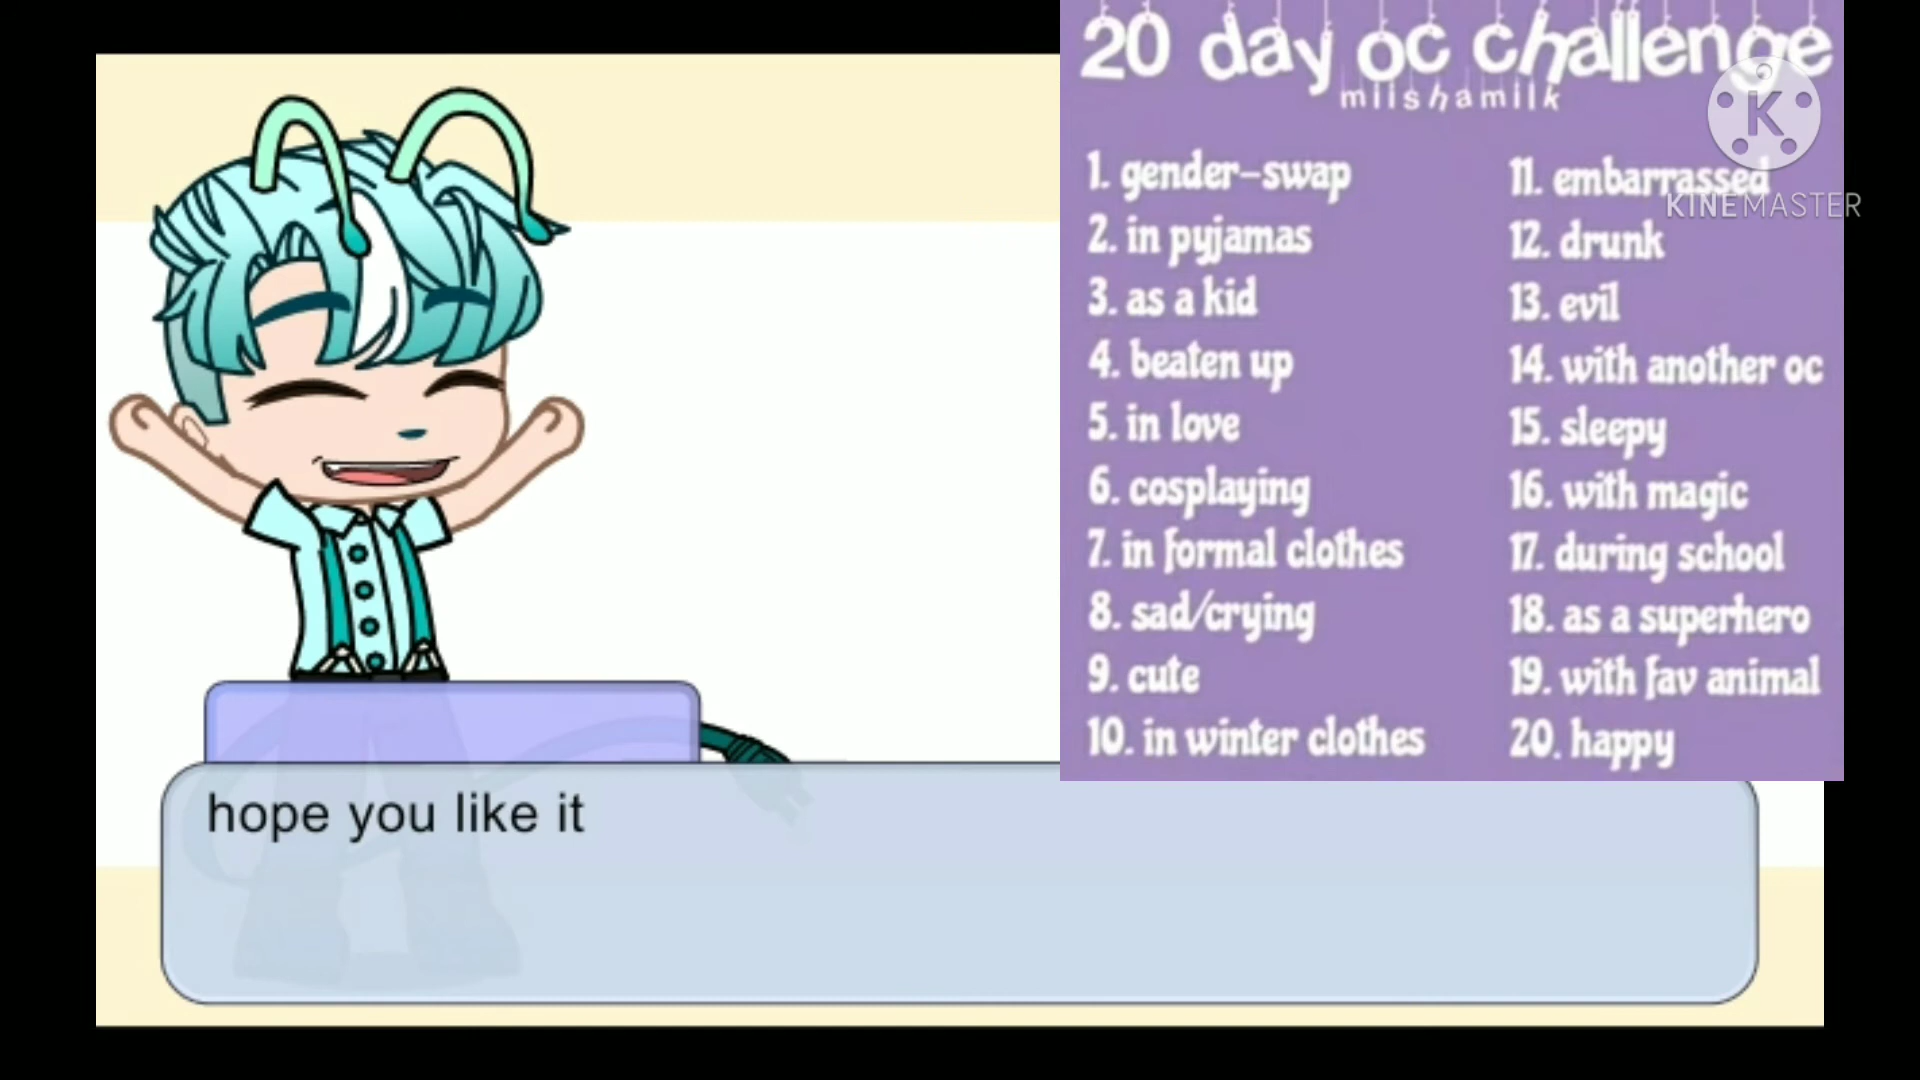 20 day oc challenge
miishamilk
1. gender-swap
2. in pyjamas
3. as a kid
4. beaten up
5. in love
6. cosplaying
7. in formal clothes
8. sad/crying
9. cute
10. in winter clothes
11. embarrassed
12. drunk
13. evil
14. with another oc
15. sleepy
16. with magic
17. during school
18. as a superhero
19. with fav animal
20. happy
K
KINEMASTER
hope you like it